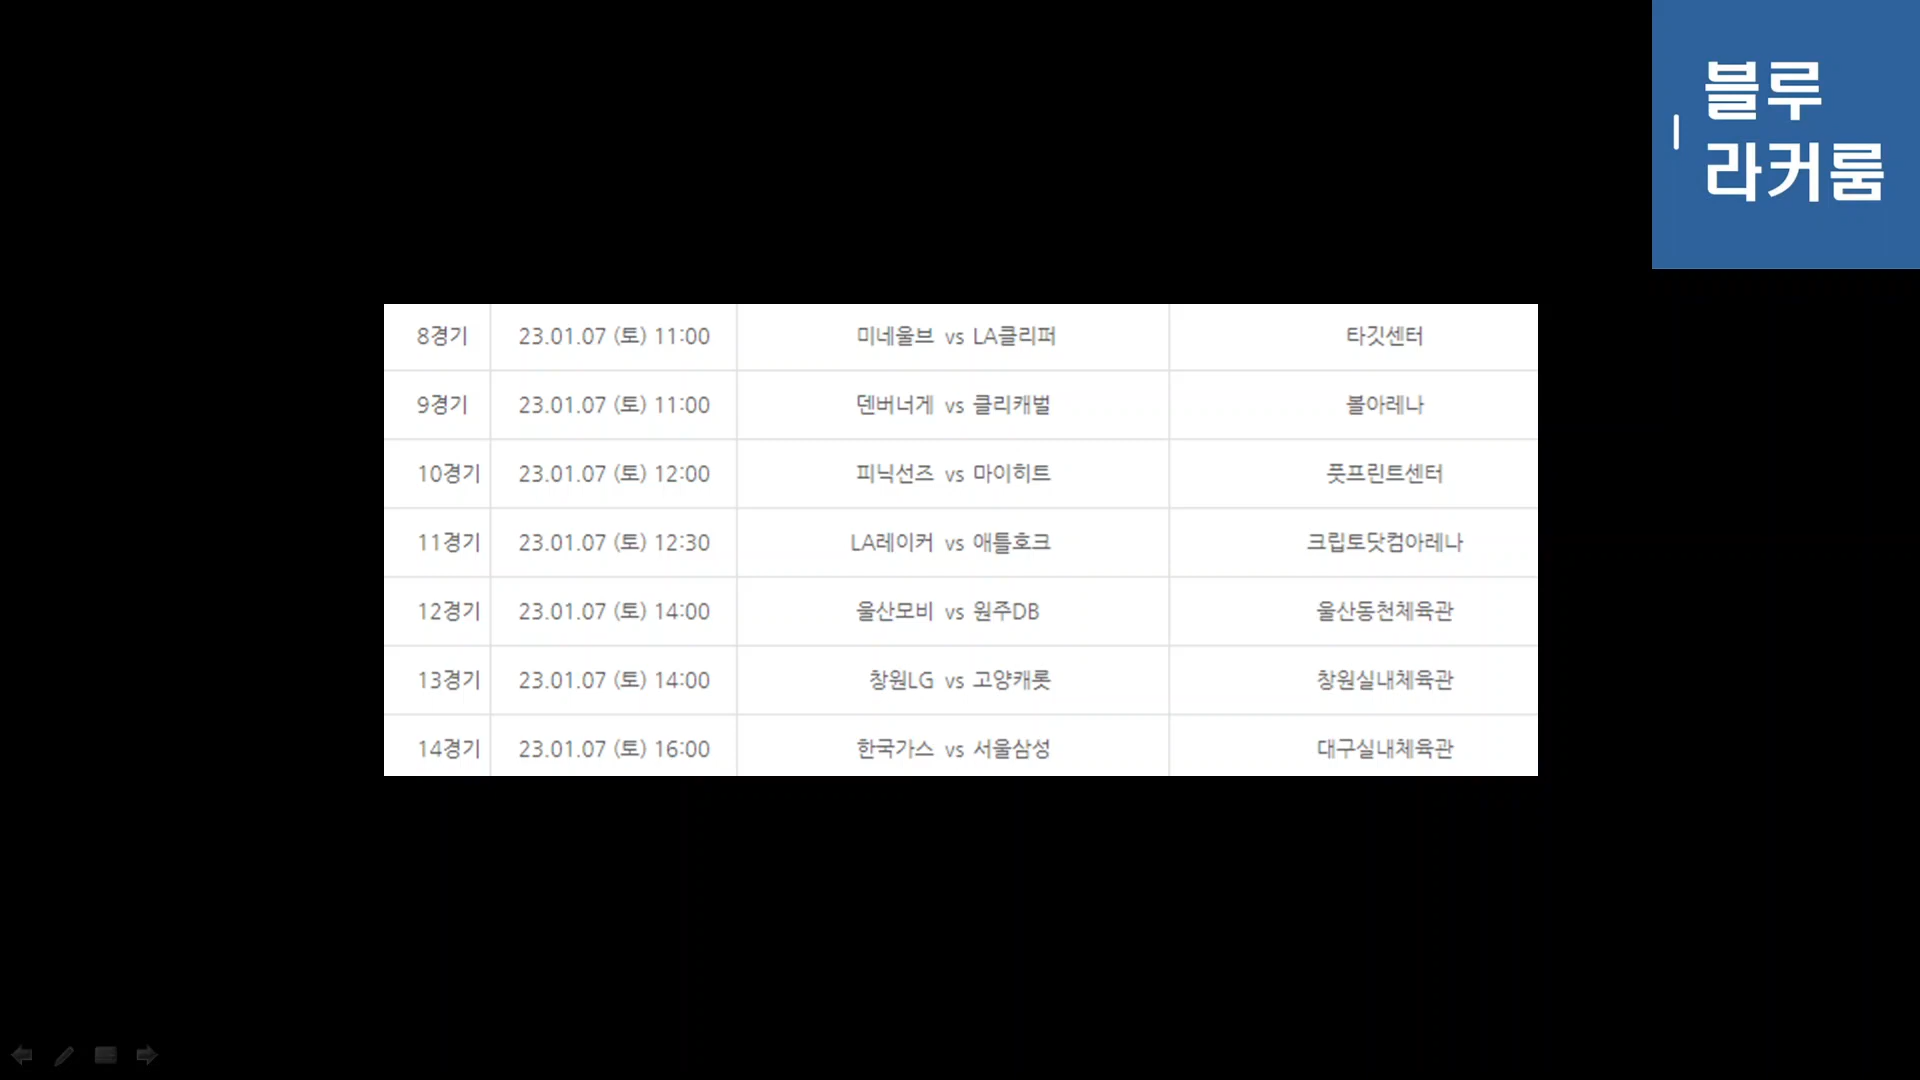 블루
라커룸
8경기 23.01.07 (토) 11:00 미네울브 vs LA클리퍼 타깃센터
9경기 23.01.07 (토) 11:00 덴버너게 vs 클리캐벌 볼아레나
10경기 23.01.07 (토) 12:00 피닉선즈 vs 마이히트 풋프린트센터
11경기 23.01.07 (토) 12:30 LA레이커 vs 애틀호크 크립토닷컴아레나
12경기 23.01.07 (토) 14:00 울산모비 vs 원주DB 울산동천체육관
13경기 23.01.07 (토) 14:00 창원LG vs 고양캐롯 창원실내체육관
14경기 23.01.07 (토) 16:00 한국가스 vs 서울삼성 대구실내체육관